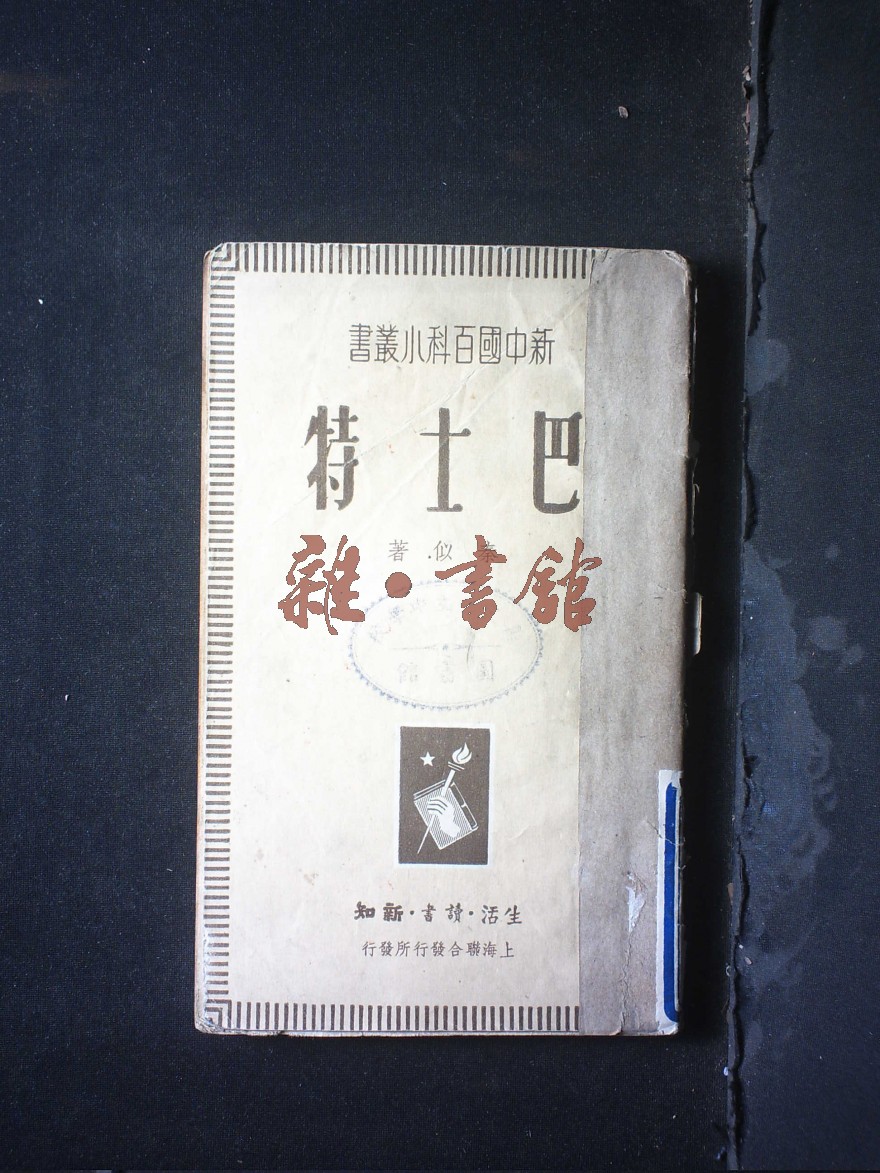 新中國百科小叢書
巴士特
秦似著
雜·書舘
生活·讀書·新知
上海聯合發行所發行